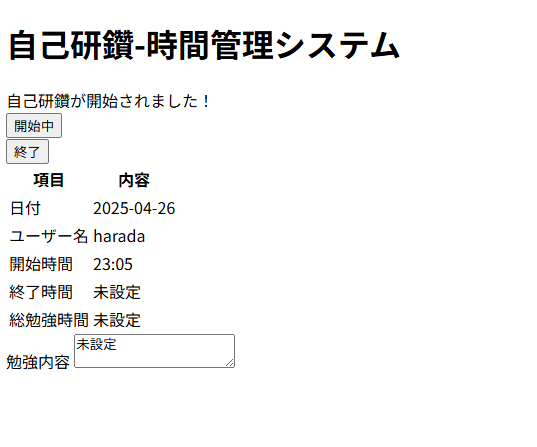 自己研鑽-時間管理システム
自己研鑽が開始されました！
開始中
終了
項目 内容
日付 2025-04-26
ユーザー名 harada
開始時間 23:05
終了時間 未設定
総勉強時間 未設定
勉強内容 未設定